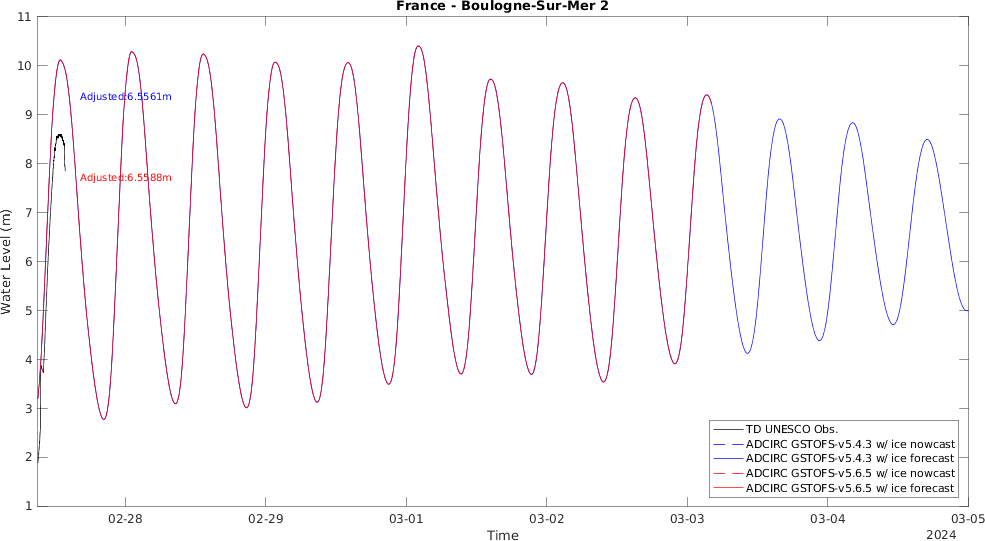 France - Boulogne-Sur-Mer 2
11
10
9
8
7
6
5
4
3
2
1
Water Level (m)
Adjusted:6.5561m
Adjusted:6.5588m
TD UNESCO Obs.
ADCIRC GSTOFS-v5.4.3 w/ ice nowcast
ADCIRC GSTOFS-v5.4.3 w/ ice forecast
ADCIRC GSTOFS-v5.6.5 w/ ice nowcast
ADCIRC GSTOFS-v5.6.5 w/ ice forecast
02-28 02-29 03-01 03-02 03-03 03-04 03-05
Time
2024